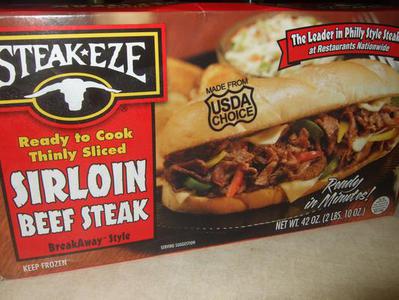 STEAK★EZE
®
Ready to Cook
Thinly Sliced
SIRLOIN
BEEF STEAK
BreakAway™ Style
KEEP FROZEN
The Leader in Philly Style Steak
at Restaurants Nationwide
MADE FROM
USDA
CHOICE
Ready
in Minutes!
NET WT. 42 OZ. (2 LBS. 10 OZ.)
SERVING SUGGESTION